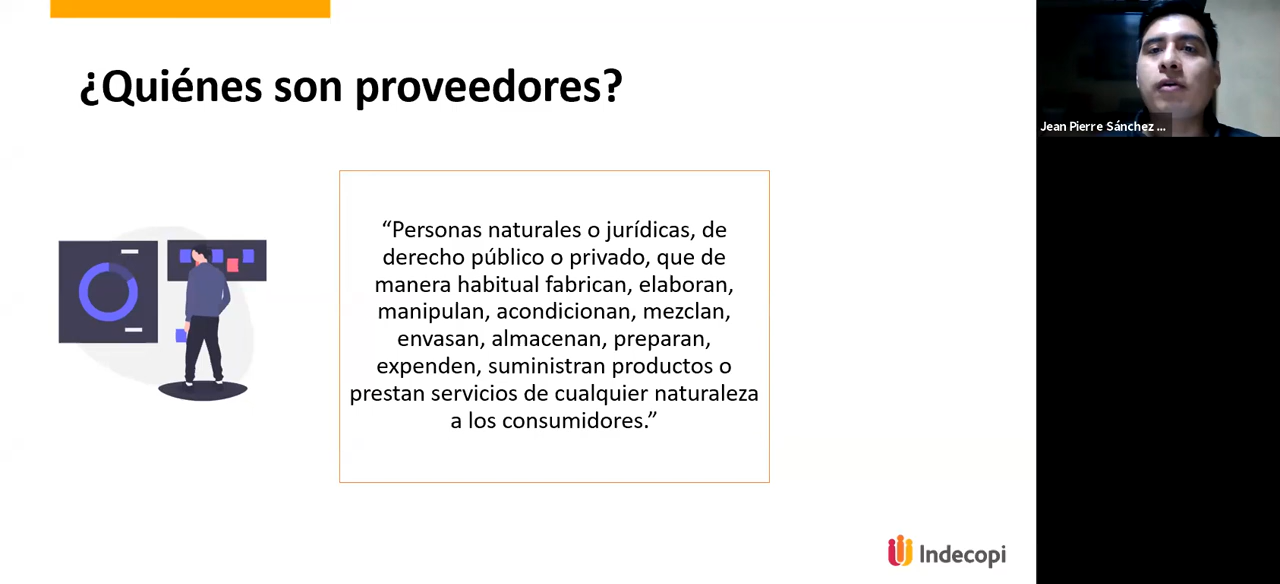 ¿Quiénes son proveedores?
“Personas naturales o jurídicas, de
derecho público o privado, que de
manera habitual fabrican, elaboran,
manipulan, acondicionan, mezclan,
envasan, almacenan, preparan,
expenden, suministran productos o
prestan servicios de cualquier naturaleza
a los consumidores.”
Indecopi
Jean Pierre Sánchez ...